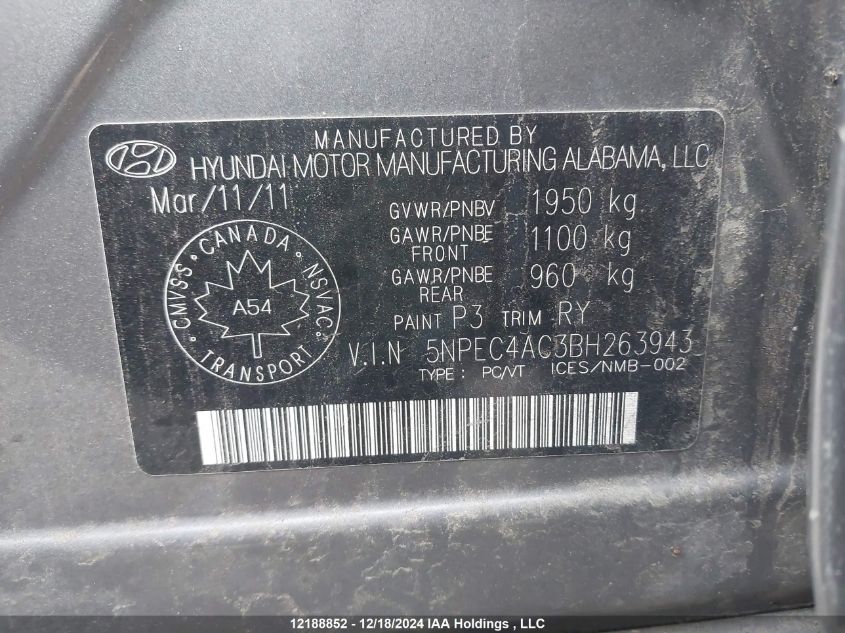 MANUFACTURED BY
HYUNDAI MOTOR MANUFACTURING ALABAMA, LLC
Mar/11/11
GVWR/PNBV 1950 kg
GAWR/PNBE FRONT 1100 kg
GAWR/PNBE REAR 960 kg
PAINT P3 TRIM RY
V.I.N 5NPEC4AC3BH263943
TYPE : PC/VT ICES/NMB-002
CMVSS • CANADA • NSVAC • TRANSPORT •
A54
12188852 - 12/18/2024 IAA Holdings , LLC